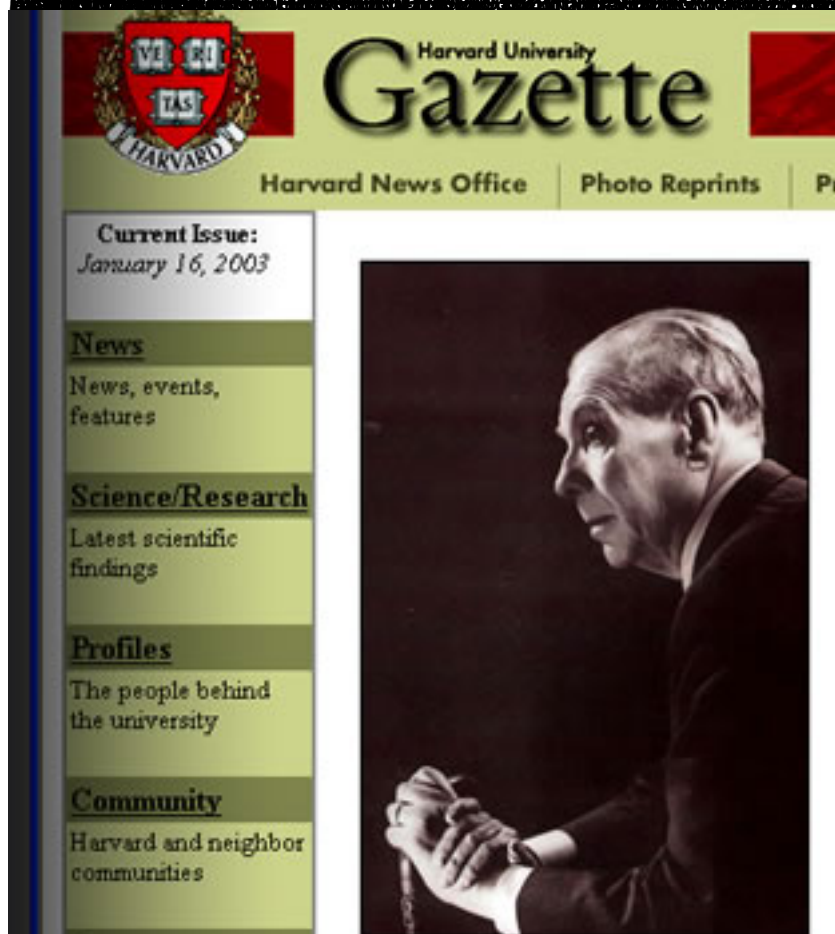 VE RI
TAS
HARVARD
Harvard University
Gazette
Harvard News Office
Photo Reprints
Current Issue:
January 16, 2003
News
News, events,
features
Science/Research
Latest scientific
findings
Profiles
The people behind
the university
Community
Harvard and neighbor
communities